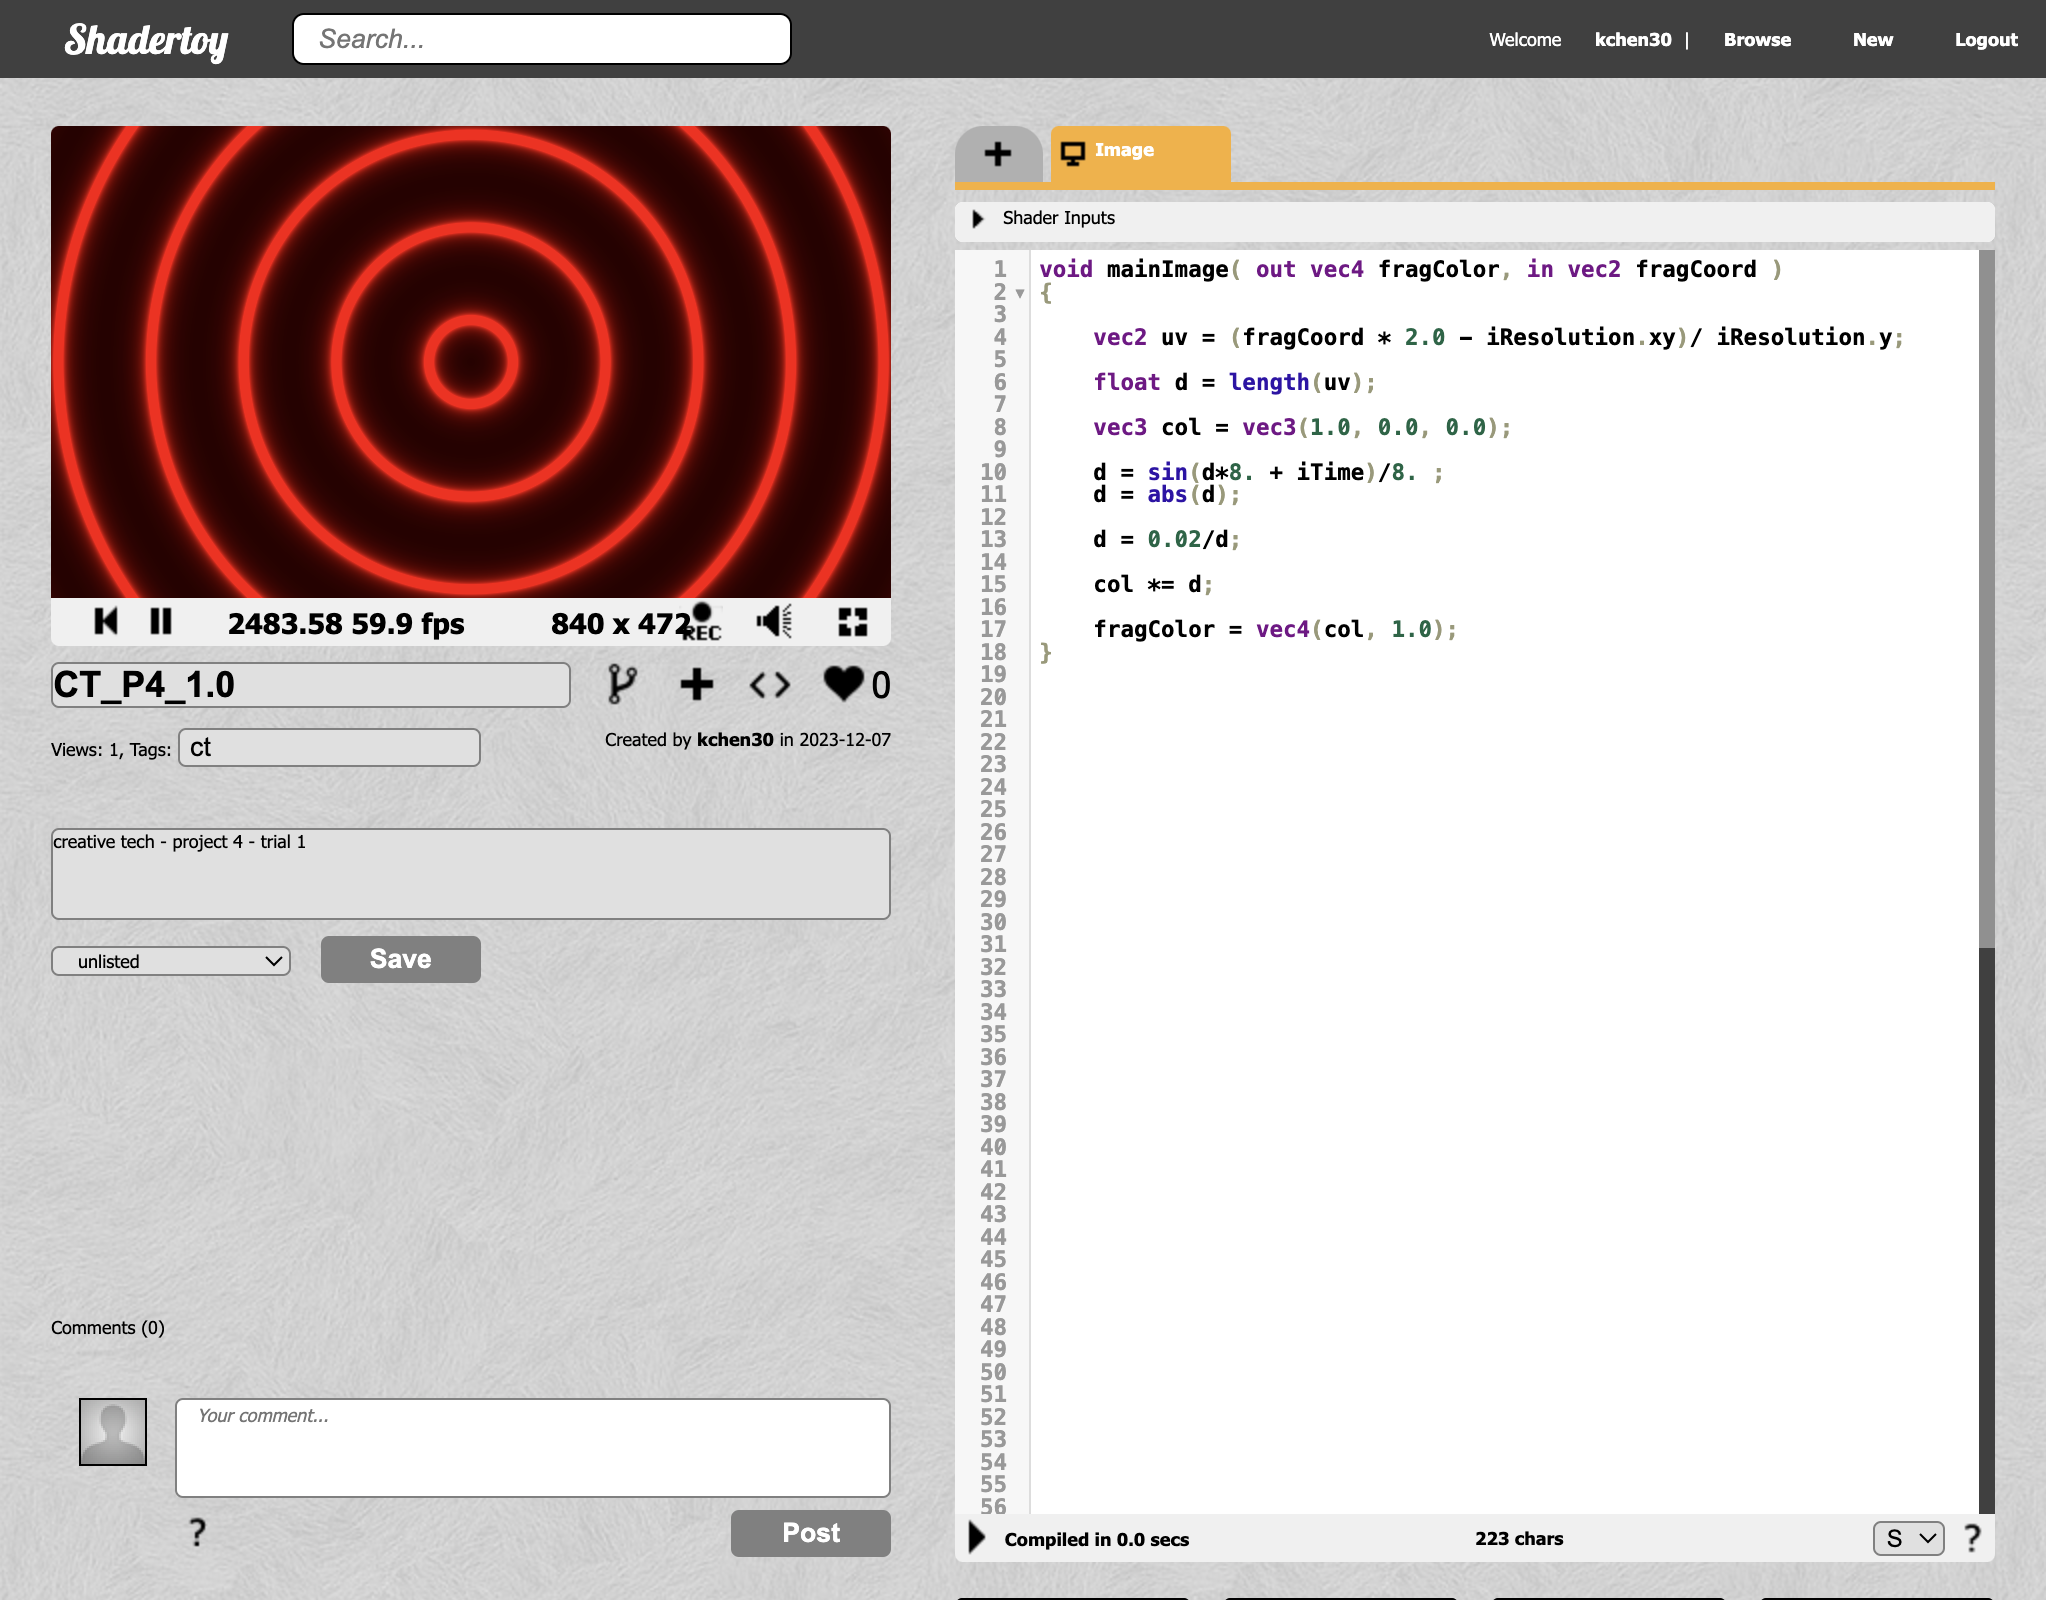 Shadertoy
Search...
Welcome kchen30 | Browse New Logout
Image
Shader Inputs
1 void mainImage( out vec4 fragColor, in vec2 fragCoord )
2 {
3
4 vec2 uv = (fragCoord * 2.0 - iResolution.xy)/ iResolution.y;
5
6 float d = length(uv);
7
8 vec3 col = vec3(1.0, 0.0, 0.0);
9
10 d = sin(d*8. + iTime)/8. ;
11 d = abs(d);
12
13 d = 0.02/d;
14
15 col *= d;
16
17 fragColor = vec4(col, 1.0);
18 }
19
20
21
22
23
24
25
26
27
28
29
30
31
32
33
34
35
36
37
38
39
40
41
42
43
44
45
46
47
48
49
50
51
52
53
54
55
56
Compiled in 0.0 secs 223 chars S ?
2483.58 59.9 fps 840 x 472 REC
CT_P4_1.0
0
Views: 1, Tags: ct
Created by kchen30 in 2023-12-07
creative tech - project 4 - trial 1
unlisted
Save
Comments (0)
Your comment...
?
Post